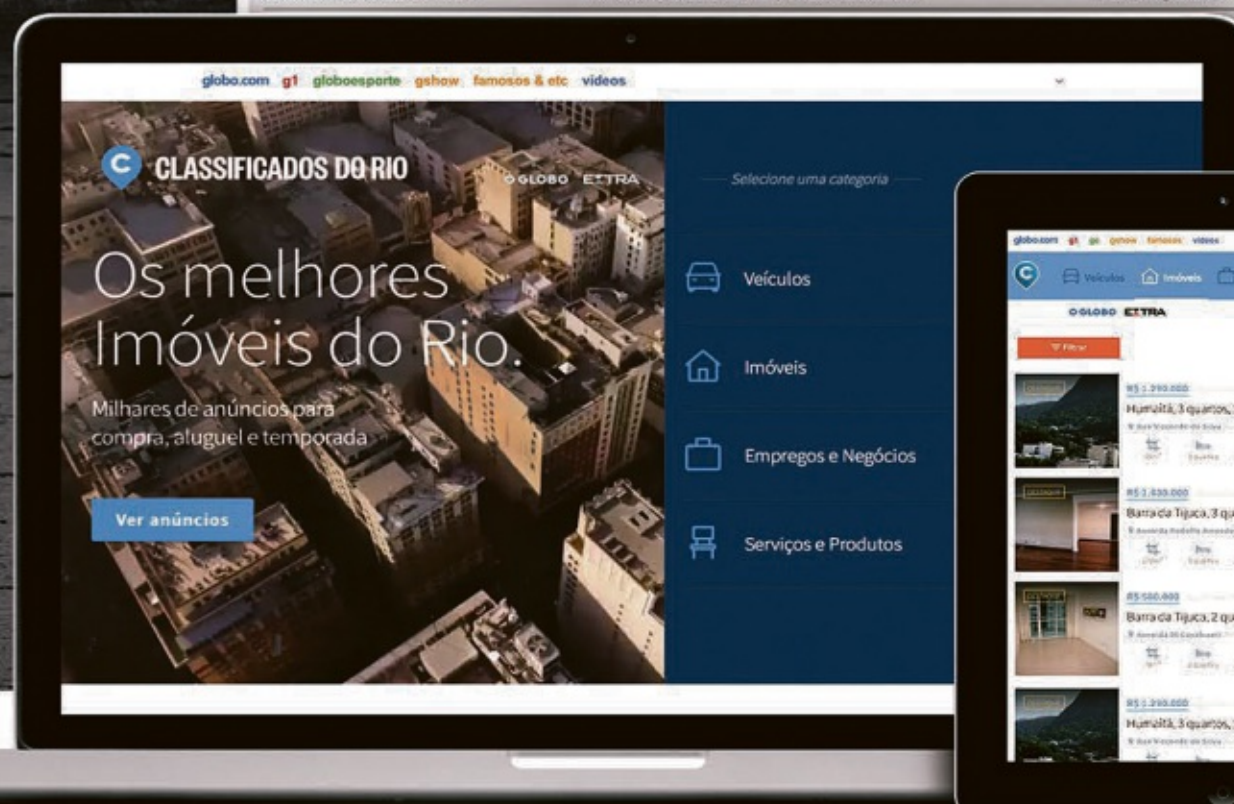 globo.com g1 globoesporte gshow famosos & etc videos
C CLASSIFICADOS DO RIO
O GLOBO EXTRA
Os melhores
Imóveis do Rio.
Milhares de anúncios para
compra, aluguel e temporada
Ver anúncios
Selecione uma categoria
Veículos
Imóveis
Empregos e Negócios
Serviços e Produtos
globo.com g1 ge gshow famosos videos
C Veículos Imóveis
O GLOBO EXTRA
Filtrar
R$ 1.290.000
Humaitá, 3 quartos,
Barra da Tijuca, 3 qu
R$ 580.000
Barra da Tijuca, 2 qu
R$ 1.290.000
Humaitá, 3 quartos,